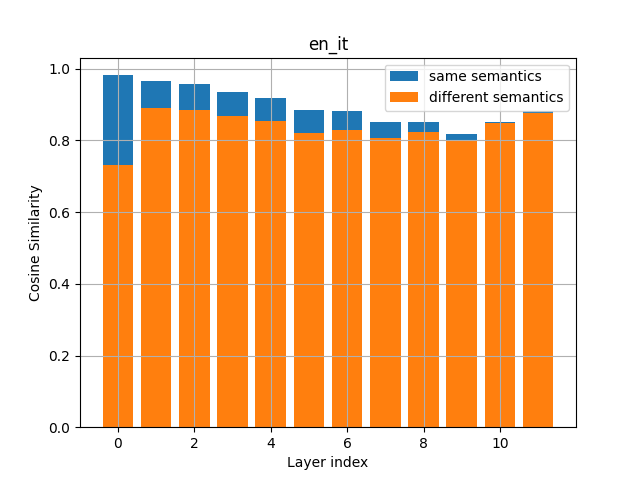 en_it
same semantics
different semantics
1.0
0.8
0.6
0.4
0.2
0.0
Cosine Similarity
0 2 4 6 8 10
Layer index